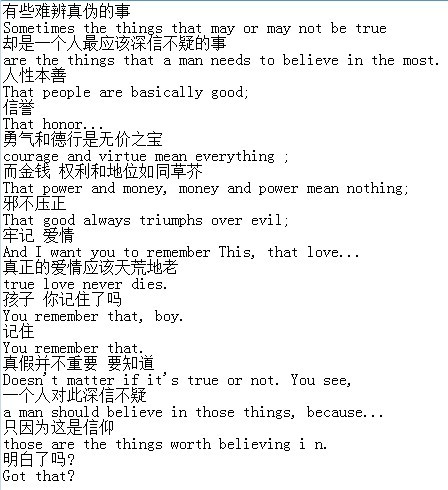 有些难辨真伪的事
Sometimes the things that may or may not be true
却是一个人最应该深信不疑的事
are the things that a man needs to believe in the most.
人性本善
That people are basically good;
信誉
That honor...
勇气和德行是无价之宝
courage and virtue mean everything ;
而金钱 权利和地位如同草芥
That power and money, money and power mean nothing;
邪不压正
That good always triumphs over evil;
牢记 爱情
And I want you to remember This, that love...
真正的爱情应该天荒地老
true love never dies.
孩子 你记住了吗
You remember that, boy.
记住
You remember that.
真假并不重要 要知道
Doesn't matter if it's true or not. You see,
一个人对此深信不疑
a man should believe in those things, because...
只因为这是信仰
those are the things worth believing i n.
明白了吗?
Got that?